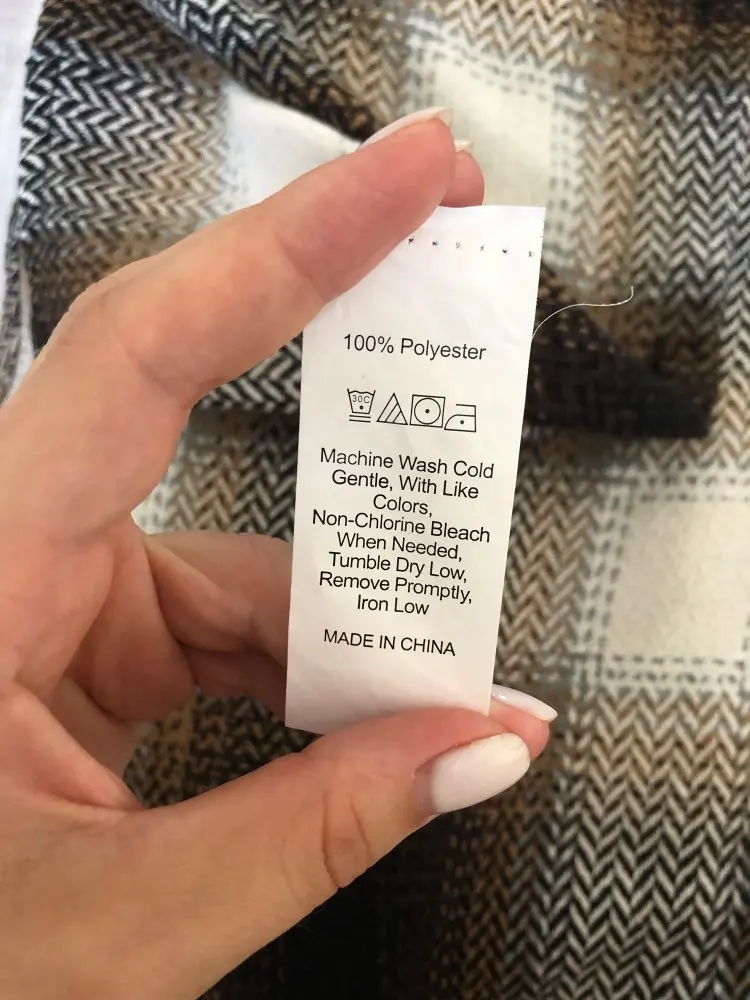 100% Polyester
30C
Machine Wash Cold
Gentle, With Like
Colors,
Non-Chlorine Bleach
When Needed,
Tumble Dry Low,
Remove Promptly,
Iron Low
MADE IN CHINA